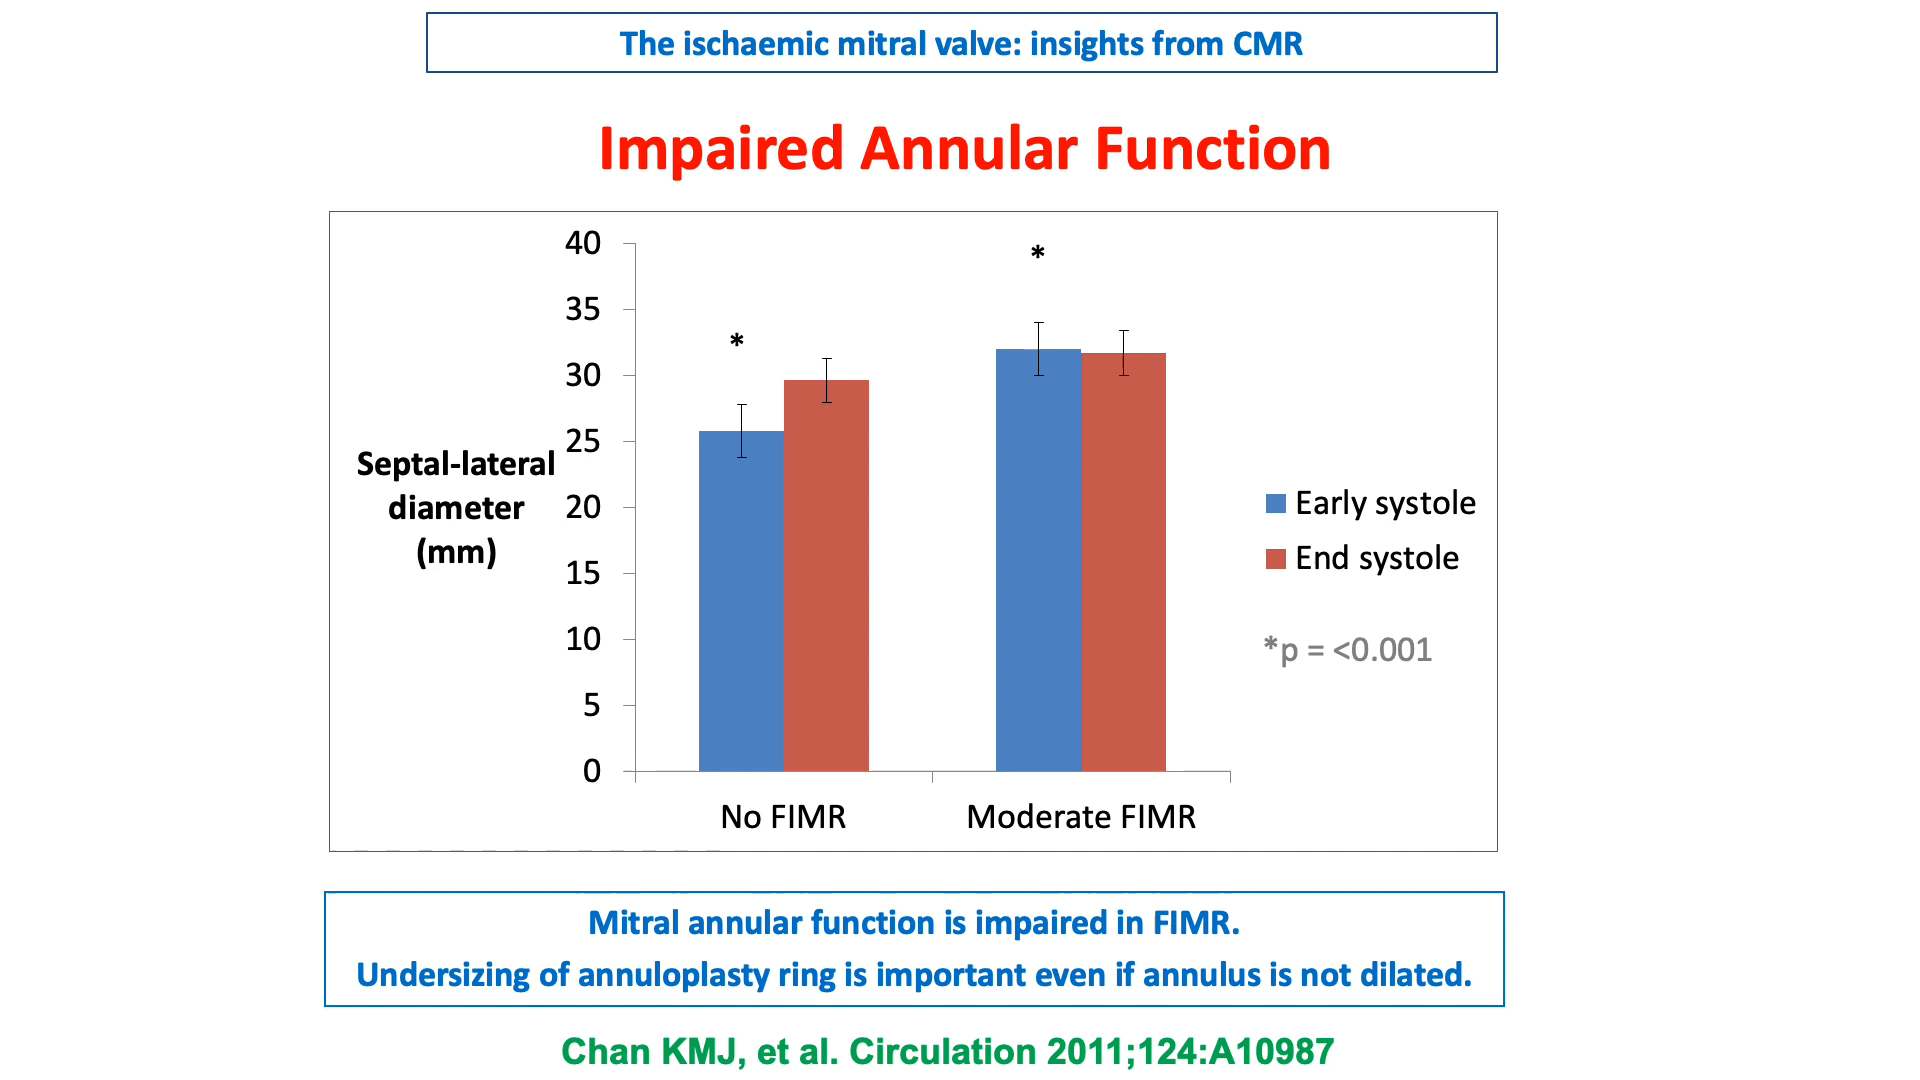 The ischaemic mitral valve: insights from CMR
Impaired Annular Function
40
35
30
25
20
15
10
5
0
*
*
Septal-lateral
diameter
(mm)
No FIMR
Moderate FIMR
Early systole
End systole
*p = <0.001
Mitral annular function is impaired in FIMR.
Undersizing of annuloplasty ring is important even if annulus is not dilated.
Chan KMJ, et al. Circulation 2011;124:A10987